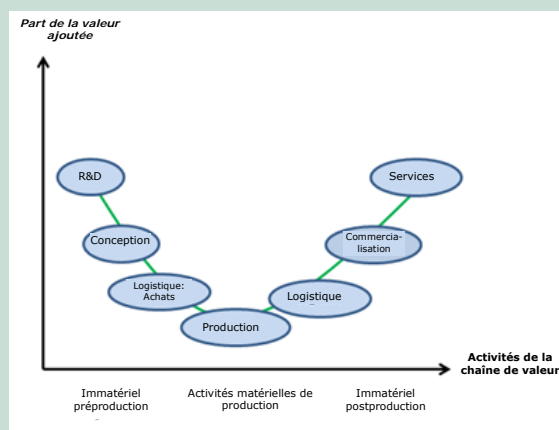 Part de la valeur
ajoutée
R&D
Services
Conception
Commercia-
lisation
Logistique:
Achats
Logistique
Production
Activités de la
chaîne de valeur
Immatériel
préproduction
Activités matérielles de
production
Immatériel
postproduction